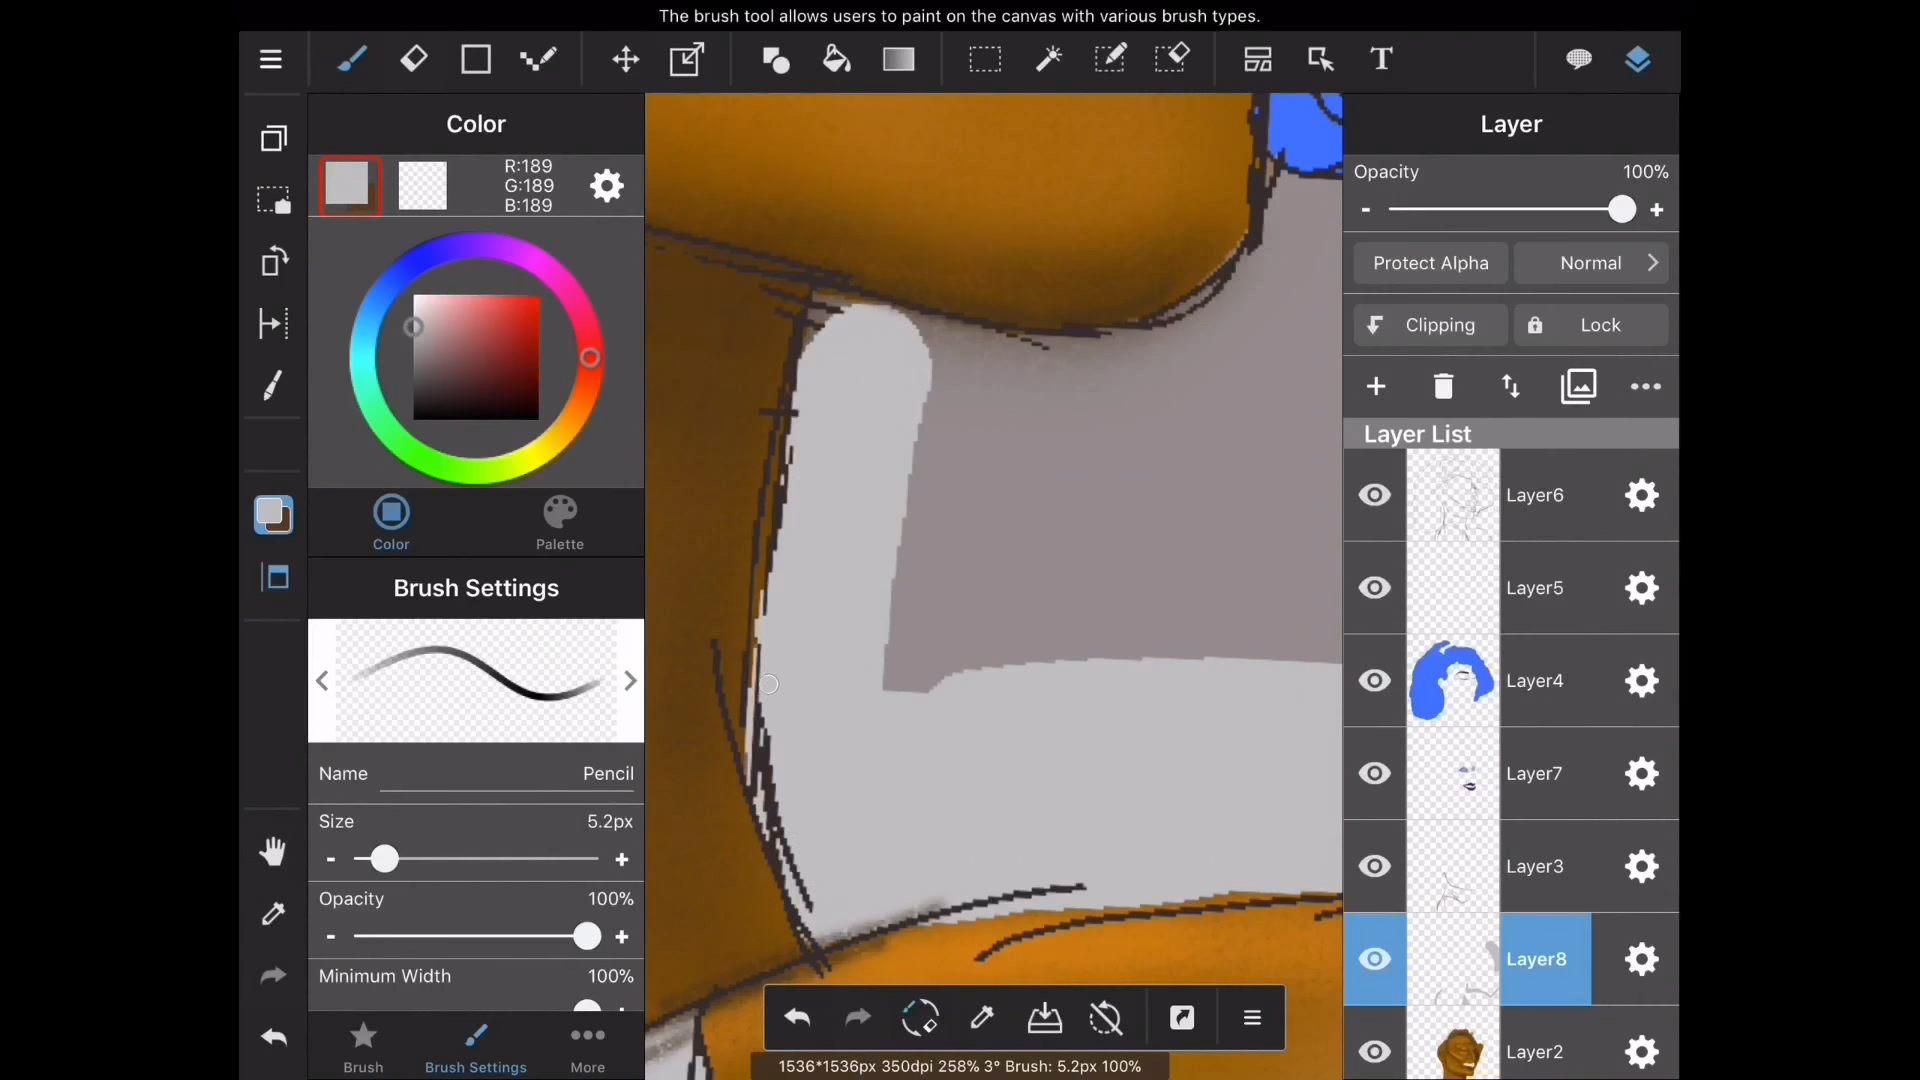 The brush tool allows users to paint on the canvas with various brush types.
T
Color
R:189
G:189
B:189
Color
Palette
Brush Settings
Name Pencil
Size 5.2px
- +
Opacity 100%
- +
Minimum Width 100%
Brush
Brush Settings
More
1536*1536px 350dpi 258% 3° Brush: 5.2px 100%
Layer
Opacity 100%
- +
Protect Alpha
Normal
Clipping
Lock
Layer List
Layer6
Layer5
Layer4
Layer7
Layer3
Layer8
Layer2